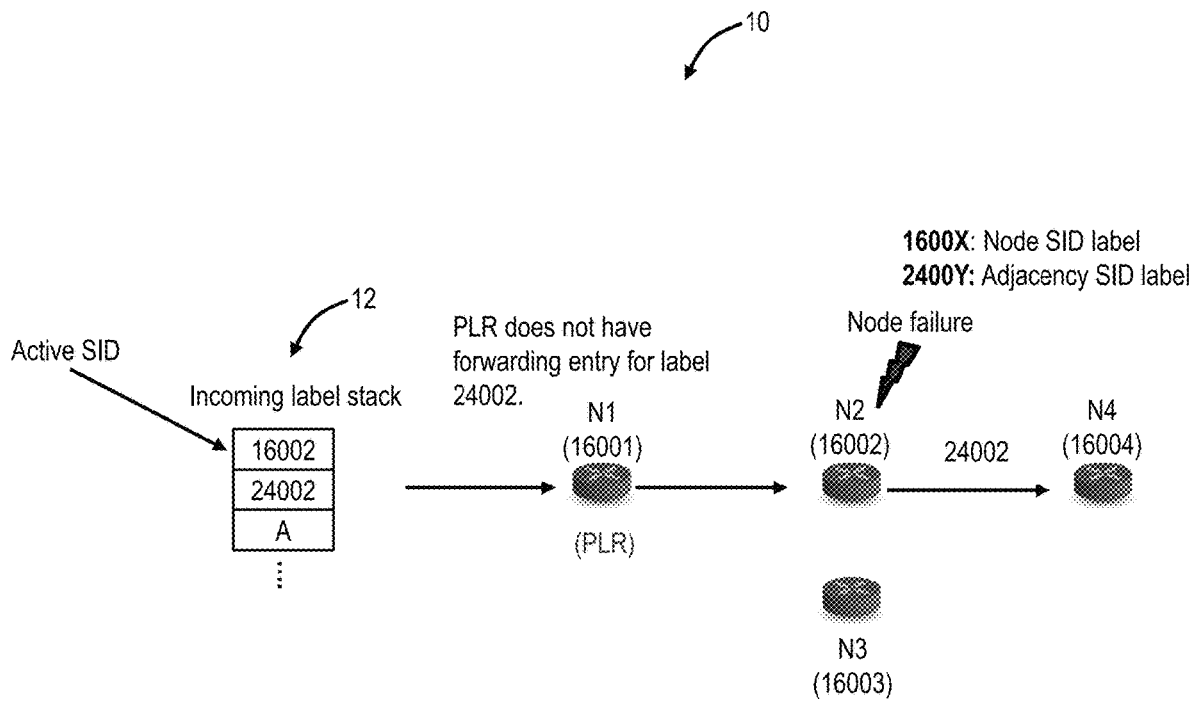 10
1600X: Node SID label
2400Y: Adjacency SID label
Node failure
12
Active SID
Incoming label stack
16002
24002
A
PLR does not have
forwarding entry for label
24002.
N1
(16001)
(PLR)
N2
(16002)
24002
N4
(16004)
N3
(16003)